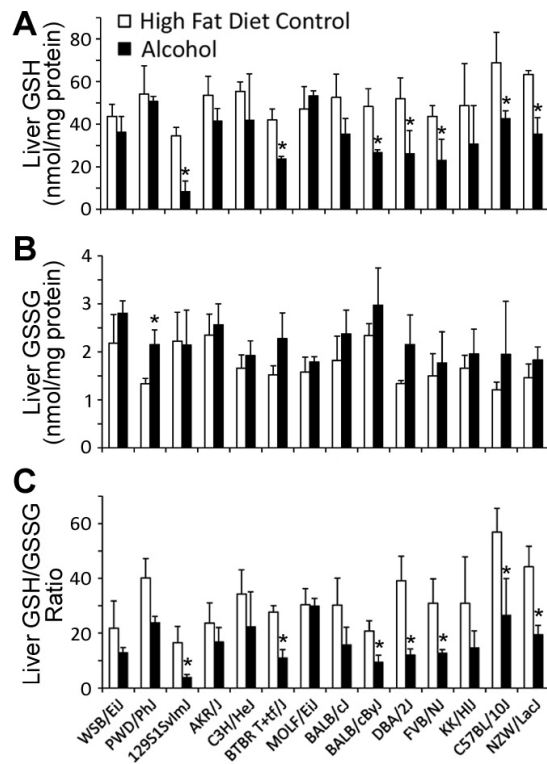 A
High Fat Diet Control
Alcohol
Liver GSH
(nmol/mg protein)
80
60
40
20
0
*
*
*
*
*
*
*
B
Liver GSSG
(nmol/mg protein)
4
3
2
1
0
*
C
Liver GSH/GSSG
Ratio
60
40
20
0
*
*
*
*
*
*
*
WSB/EiJ
PWD/PhJ
129S1SvImJ
AKR/J
C3H/HeJ
BTBR T+tf/J
MOLF/EiJ
BALB/cJ
BALB/cByJ
DBA/2J
FVB/NJ
KK/HIJ
C57BL/10J
NZW/LacJ